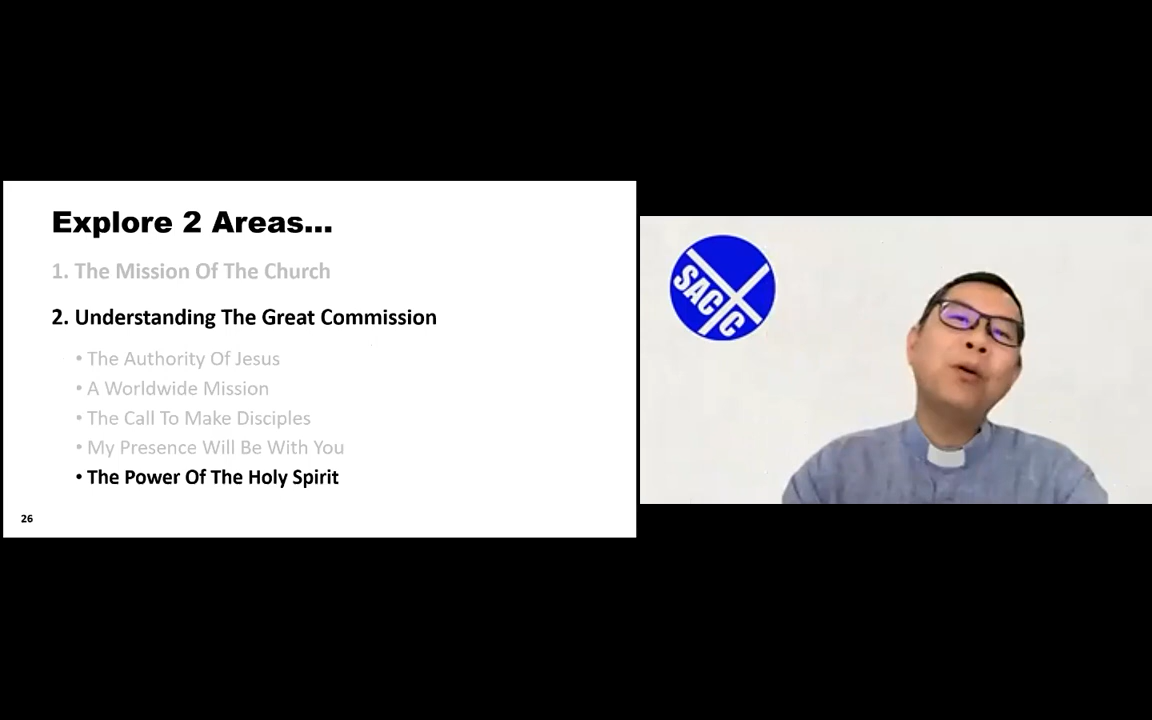 Explore 2 Areas...
1. The Mission Of The Church
2. Understanding The Great Commission
• The Authority Of Jesus
• A Worldwide Mission
• The Call To Make Disciples
• My Presence Will Be With You
• The Power Of The Holy Spirit
26
SACCC